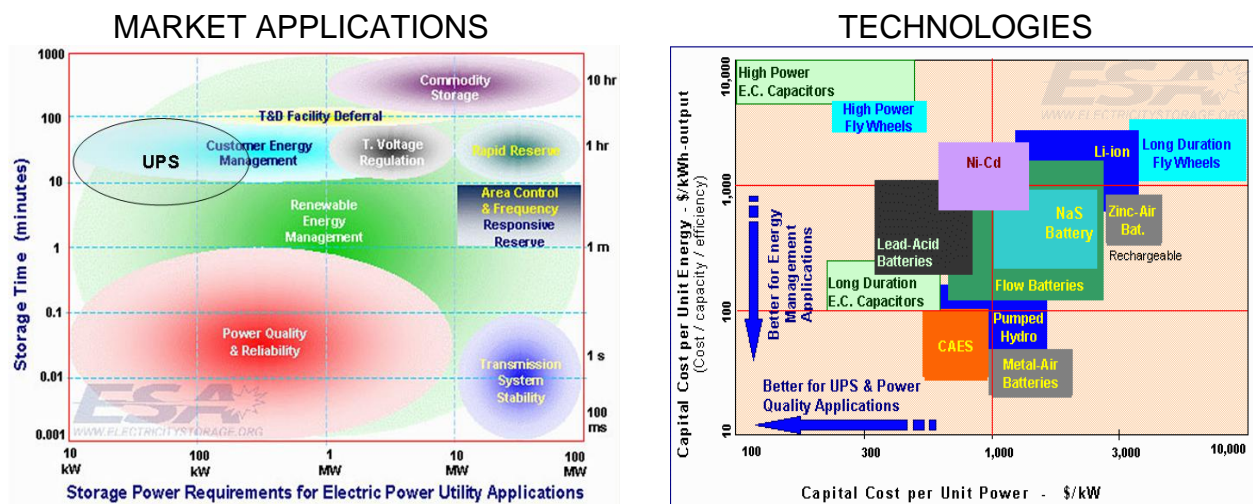 MARKET APPLICATIONS
Storage Time (minutes)
1000
100
10
1
0.1
0.01
0.001
10 hr
1 hr
1 m
1 s
100
ms
Commodity
Storage
T&D Facility Deferral
UPS
Customer Energy
Management
T. Voltage
Regulation
Rapid Reserve
Renewable
Energy
Management
Area Control
& Frequency
Responsive
Reserve
Power Quality
& Reliability
Transmission
System
Stability
ESA
WWW.ELECTRICITYSTORAGE.ORG
10
kW
100
kW
1
MW
10
MW
100
MW
Storage Power Requirements for Electric Power Utility Applications
TECHNOLOGIES
Capital Cost per Unit Energy - $/kWh-output
(Cost / capacity / efficiency)
10,000
1,000
100
10
ESA
WWW.ELECTRICITYSTORAGE.ORG
High Power
E.C. Capacitors
High Power
Fly Wheels
Ni-Cd
Li-ion
Long Duration
Fly Wheels
NaS
Battery
Zinc-Air
Bat.
Rechargeable
Lead-Acid
Batteries
Flow Batteries
Long Duration
E.C. Capacitors
Better for Energy
Management
Applications
CAES
Pumped
Hydro
Metal-Air
Batteries
Better for UPS & Power
Quality Applications
100
300
1,000
3,000
10,000
Capital Cost per Unit Power - $/kW